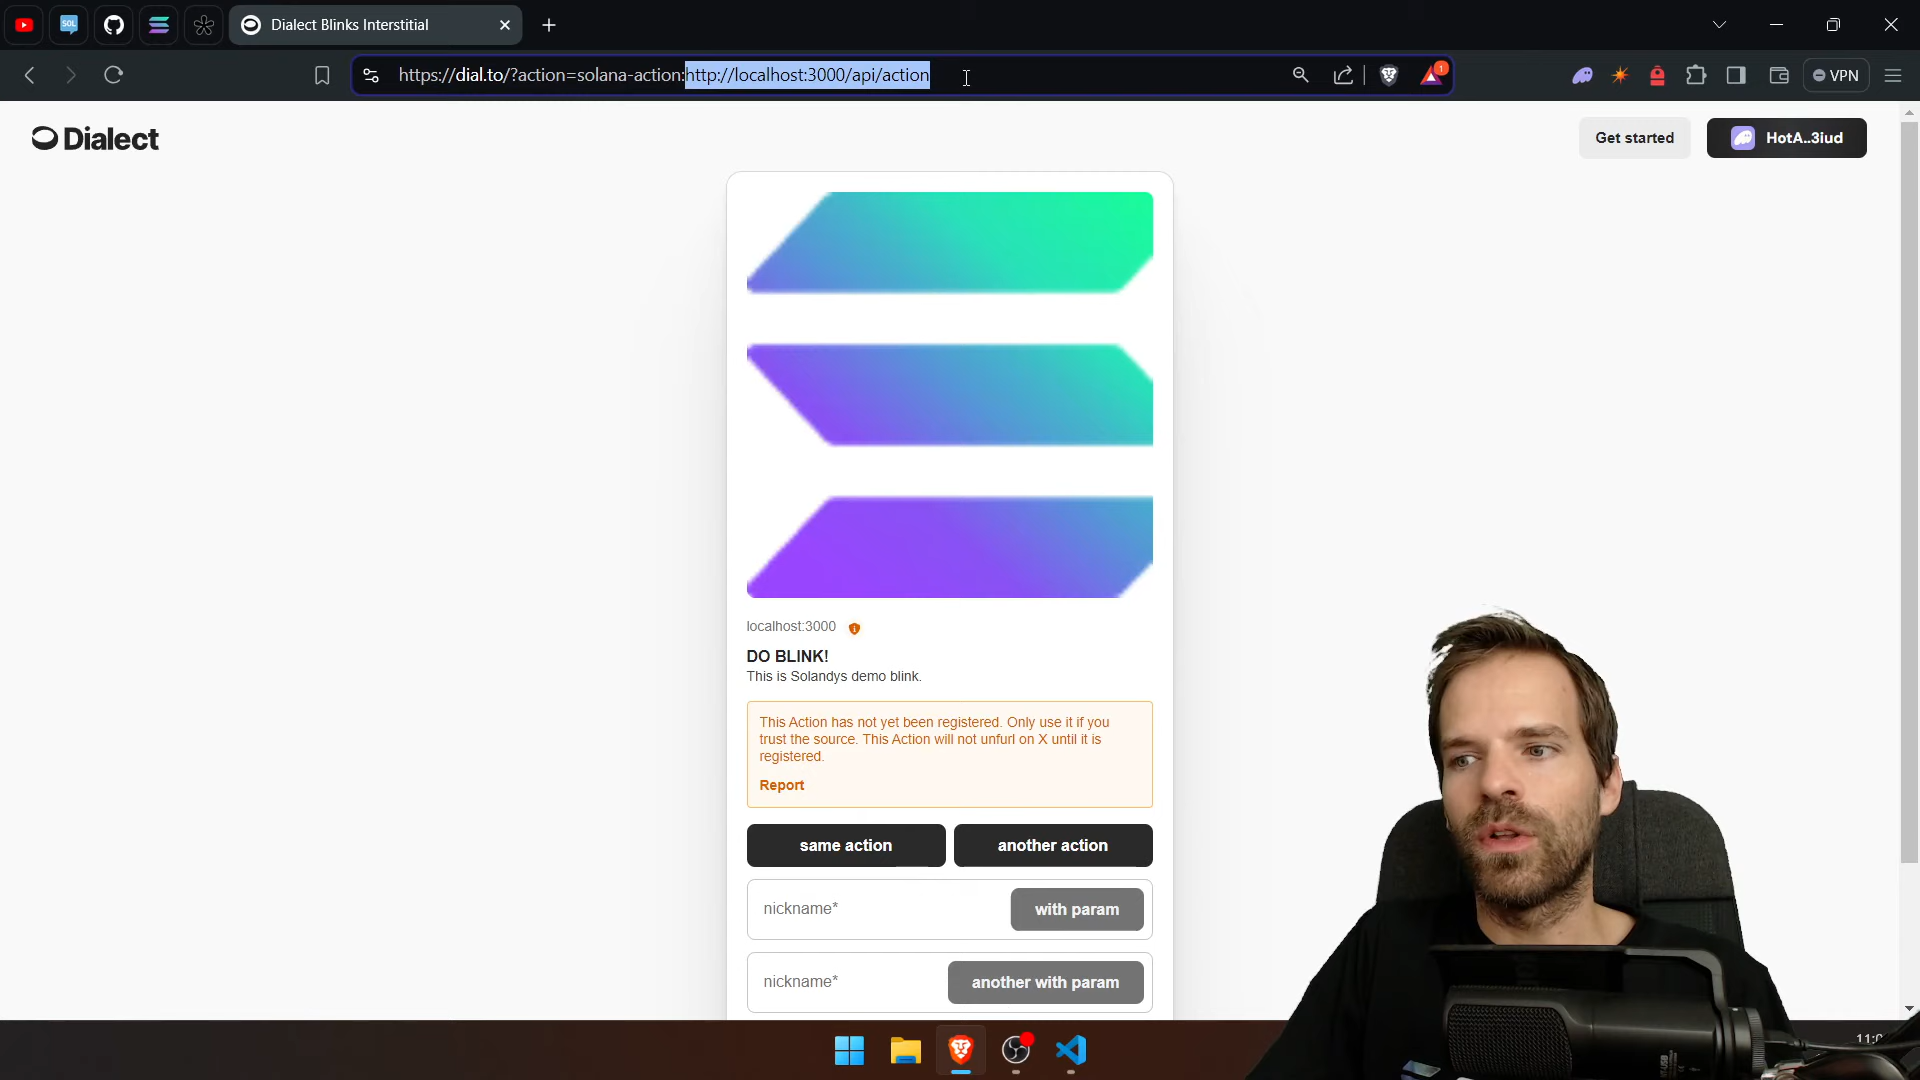 SOL
Dialect Blinks Interstitial
https://dial.to/?action=solana-action:http://localhost:3000/api/action
1
VPN
Dialect
Get started
HotA..3iud
localhost:3000
DO BLINK!
This is Solandys demo blink.
This Action has not yet been registered. Only use it if you
trust the source. This Action will not unfurl on X until it is
registered.
Report
same action
another action
nickname*
with param
nickname*
another with param